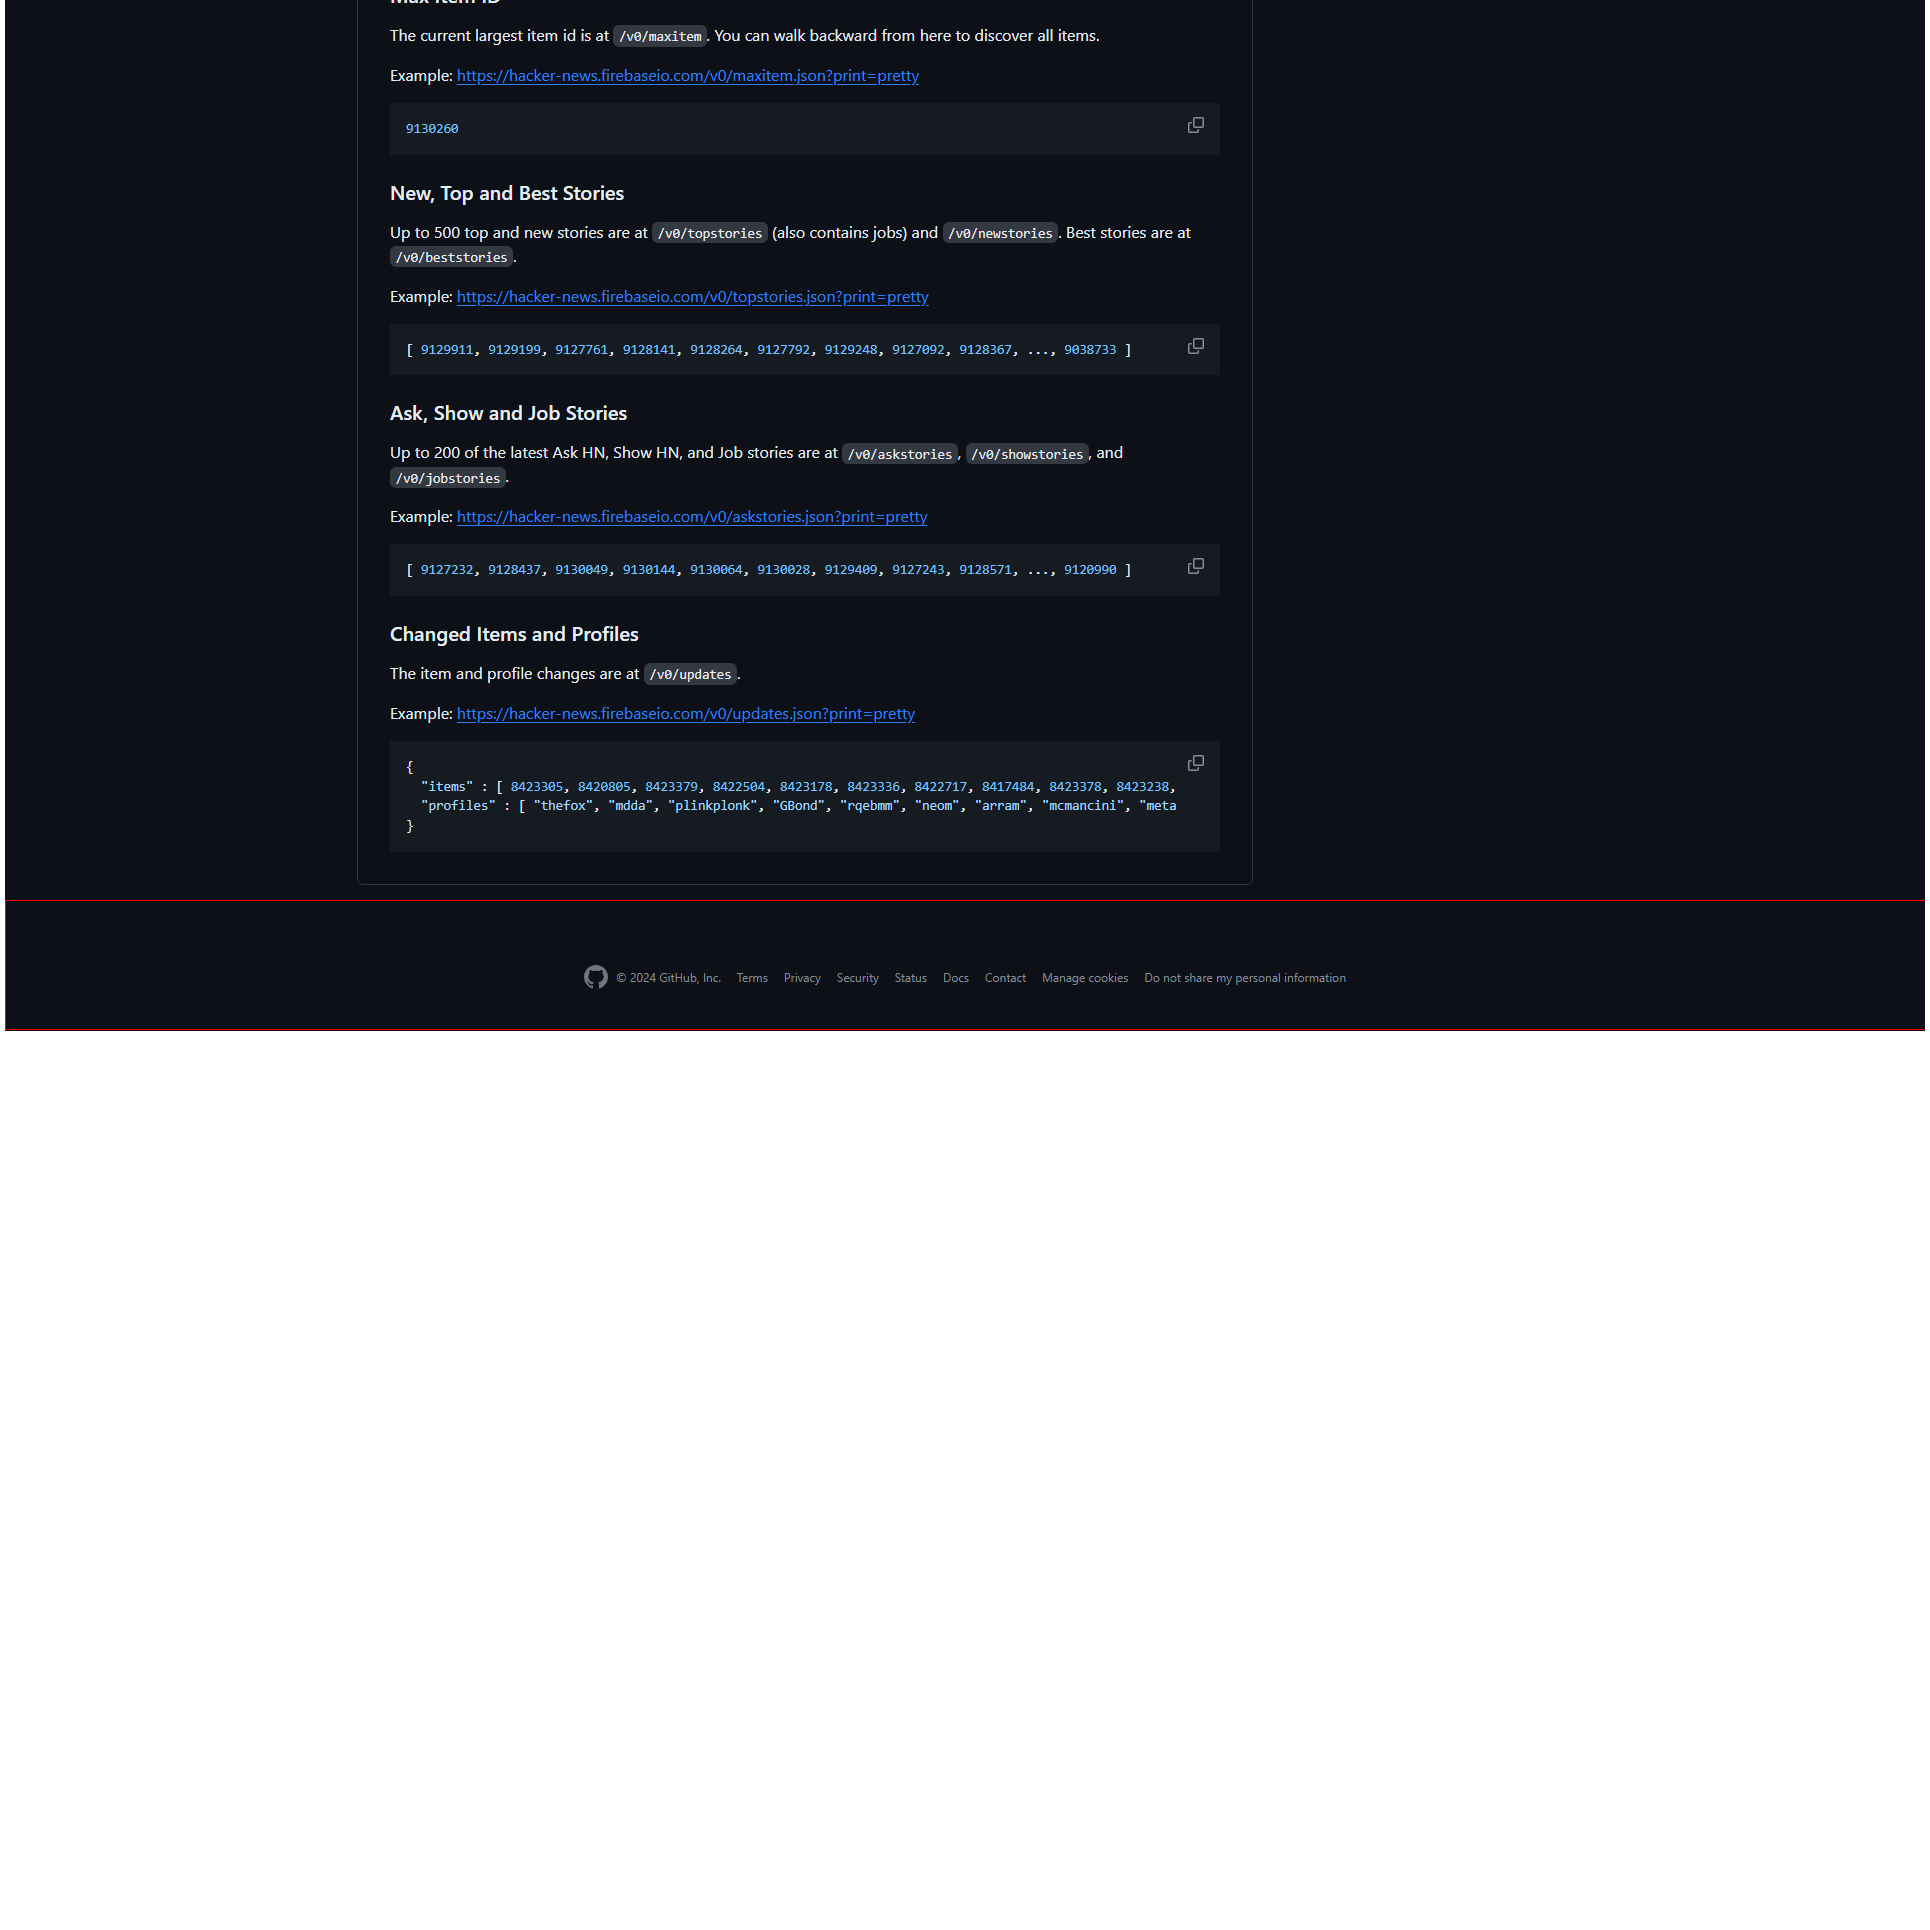 Max Item ID
The current largest item id is at /v0/maxitem. You can walk backward from here to discover all items.
Example: https://hacker-news.firebaseio.com/v0/maxitem.json?print=pretty
9130260
New, Top and Best Stories
Up to 500 top and new stories are at /v0/topstories (also contains jobs) and /v0/newstories. Best stories are at
/v0/beststories.
Example: https://hacker-news.firebaseio.com/v0/topstories.json?print=pretty
[ 9129911, 9129199, 9127761, 9128141, 9128264, 9127792, 9129248, 9127092, 9128367, ..., 9038733 ]
Ask, Show and Job Stories
Up to 200 of the latest Ask HN, Show HN, and Job stories are at /v0/askstories, /v0/showstories, and
/v0/jobstories.
Example: https://hacker-news.firebaseio.com/v0/askstories.json?print=pretty
[ 9127232, 9128437, 9130049, 9130144, 9130064, 9130028, 9129409, 9127243, 9128571, ..., 9120990 ]
Changed Items and Profiles
The item and profile changes are at /v0/updates.
Example: https://hacker-news.firebaseio.com/v0/updates.json?print=pretty
{
"items" : [ 8423305, 8420805, 8423379, 8422504, 8423178, 8423336, 8422717, 8417484, 8423378, 8423238,
"profiles" : [ "thefox", "mdda", "plinkplonk", "GBond", "rqebmm", "neom", "arram", "mcmancini", "meta
}
© 2024 GitHub, Inc. Terms Privacy Security Status Docs Contact Manage cookies Do not share my personal information